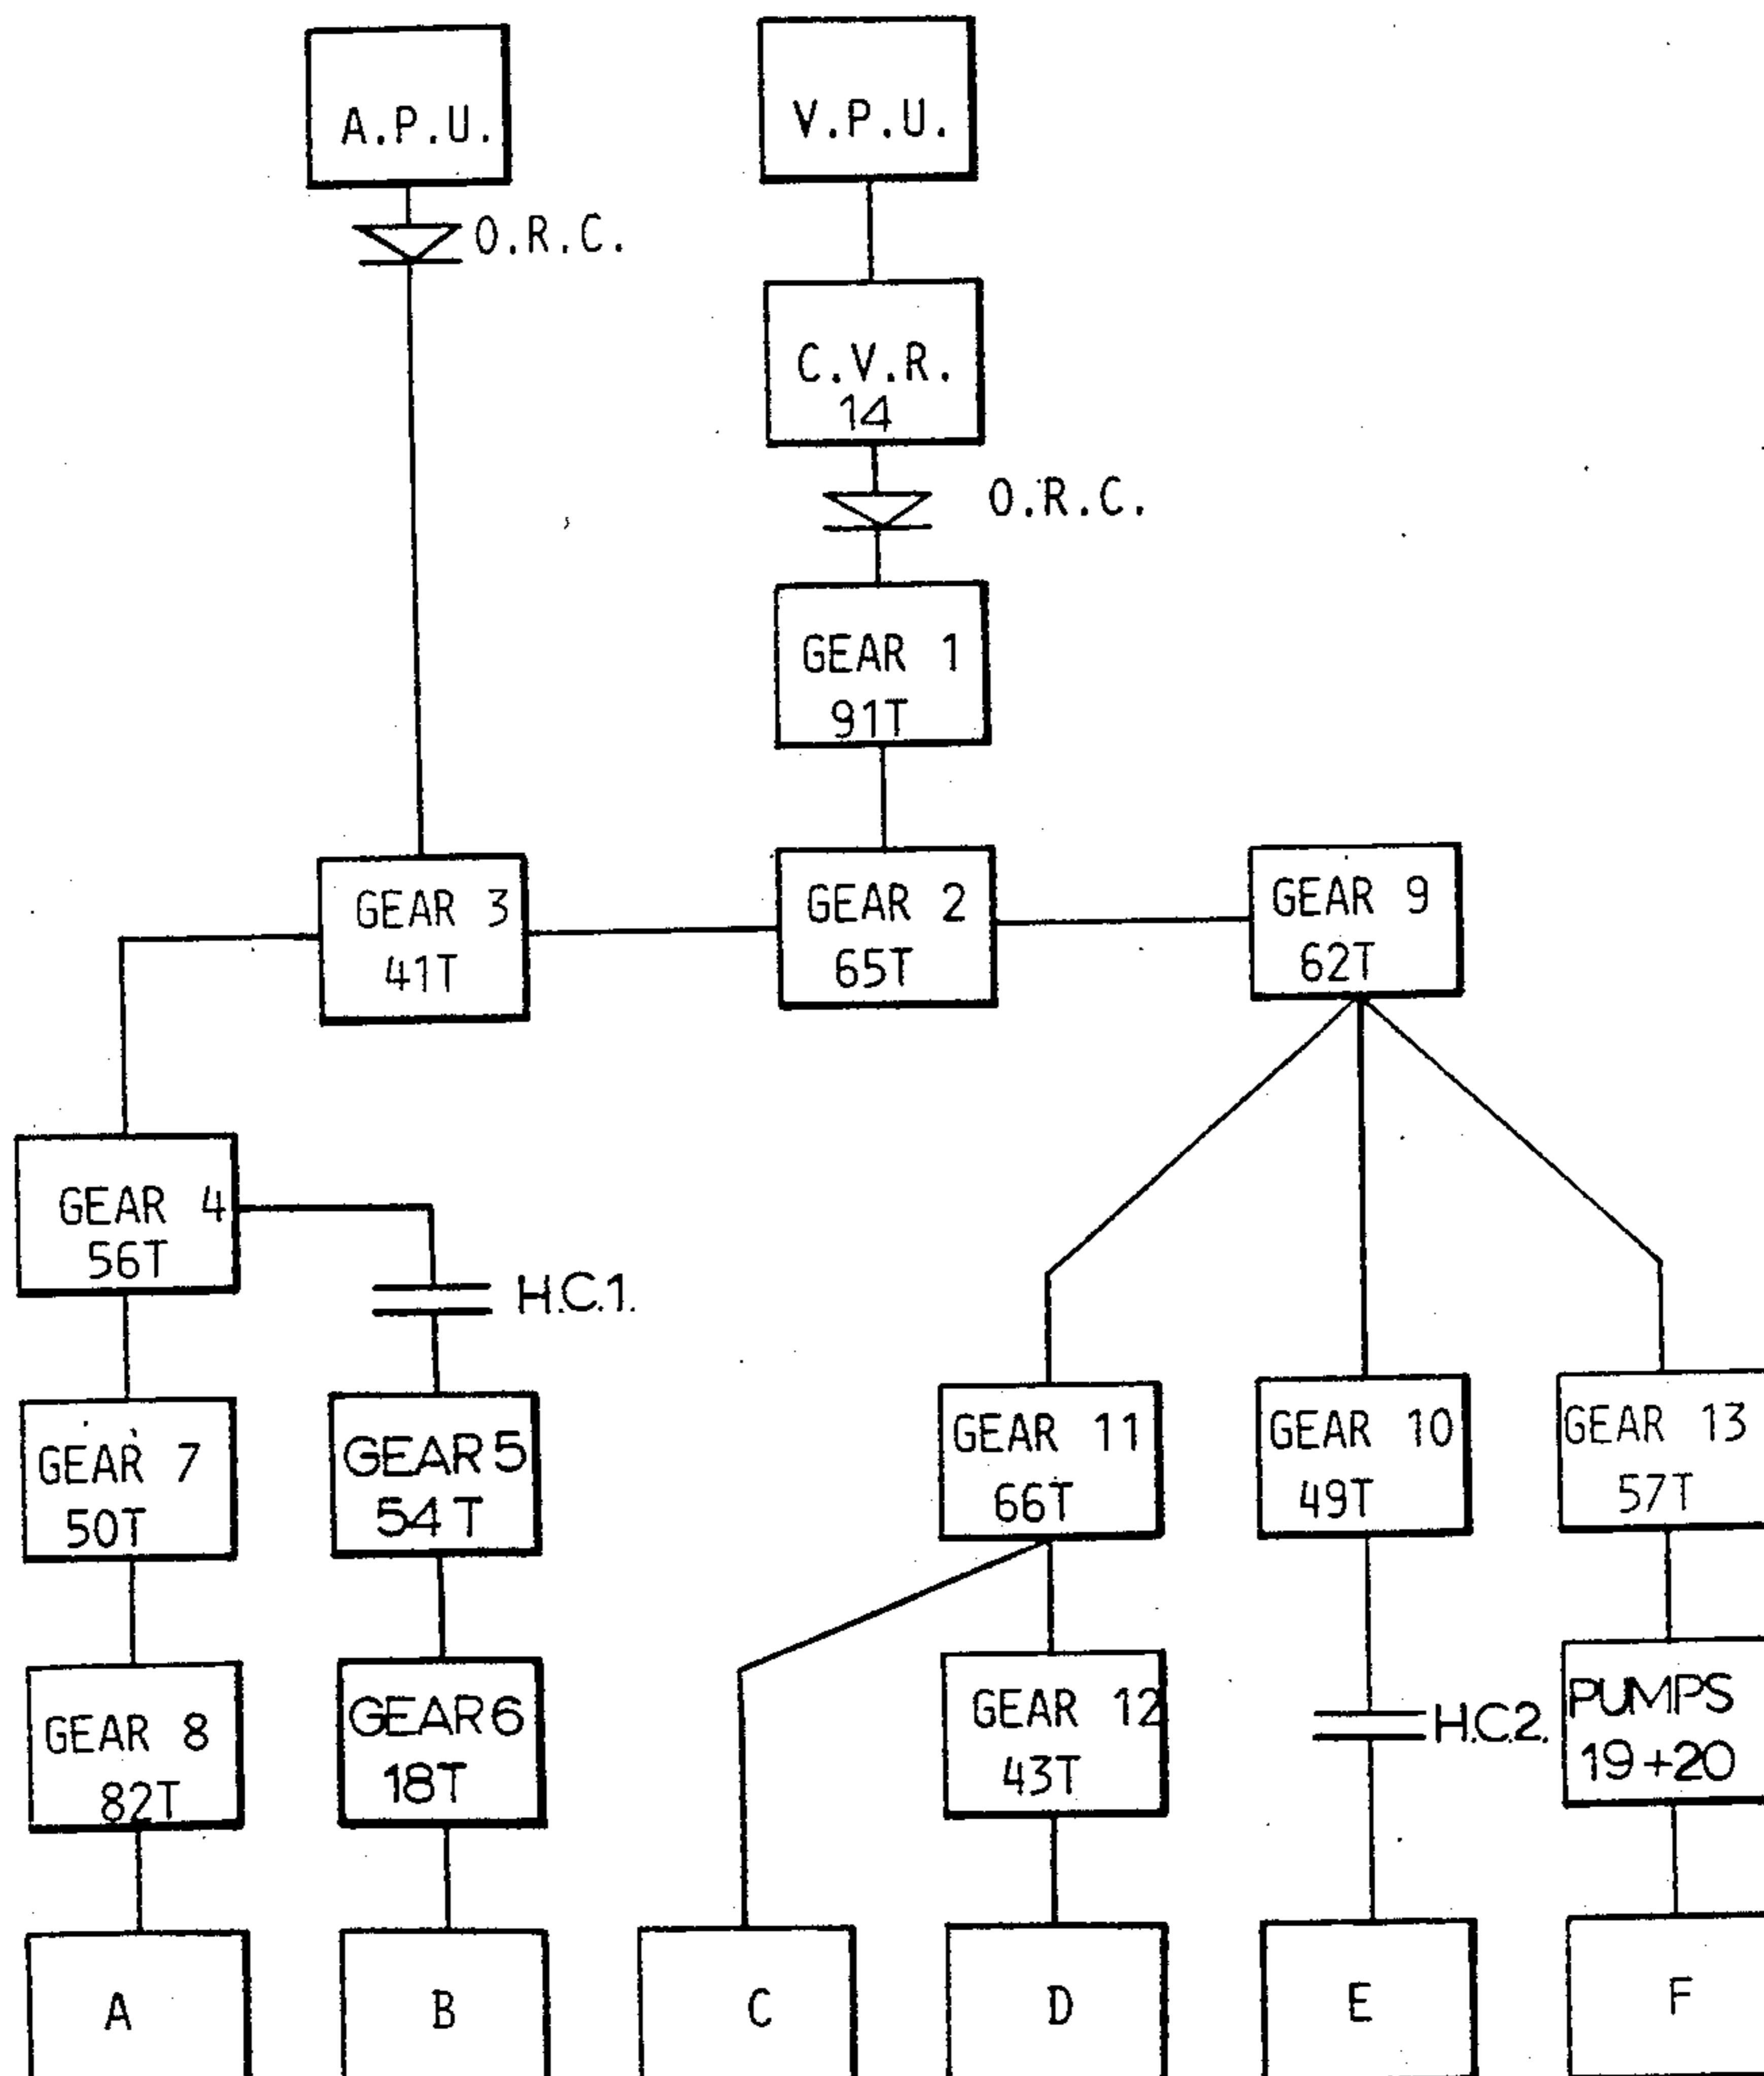 A.P.U.
V.P.U.
O.R.C.
C.V.R.
14
O.R.C.
GEAR 1
91T
GEAR 3
41T
GEAR 2
65T
GEAR 9
62T
GEAR 4
56T
H.C.1.
GEAR 7
50T
GEAR 5
54T
GEAR 11
66T
GEAR 10
49T
GEAR 13
57T
GEAR 8
82T
GEAR 6
18T
GEAR 12
43T
H.C.2.
PUMPS
19+20
A
B
C
D
E
F